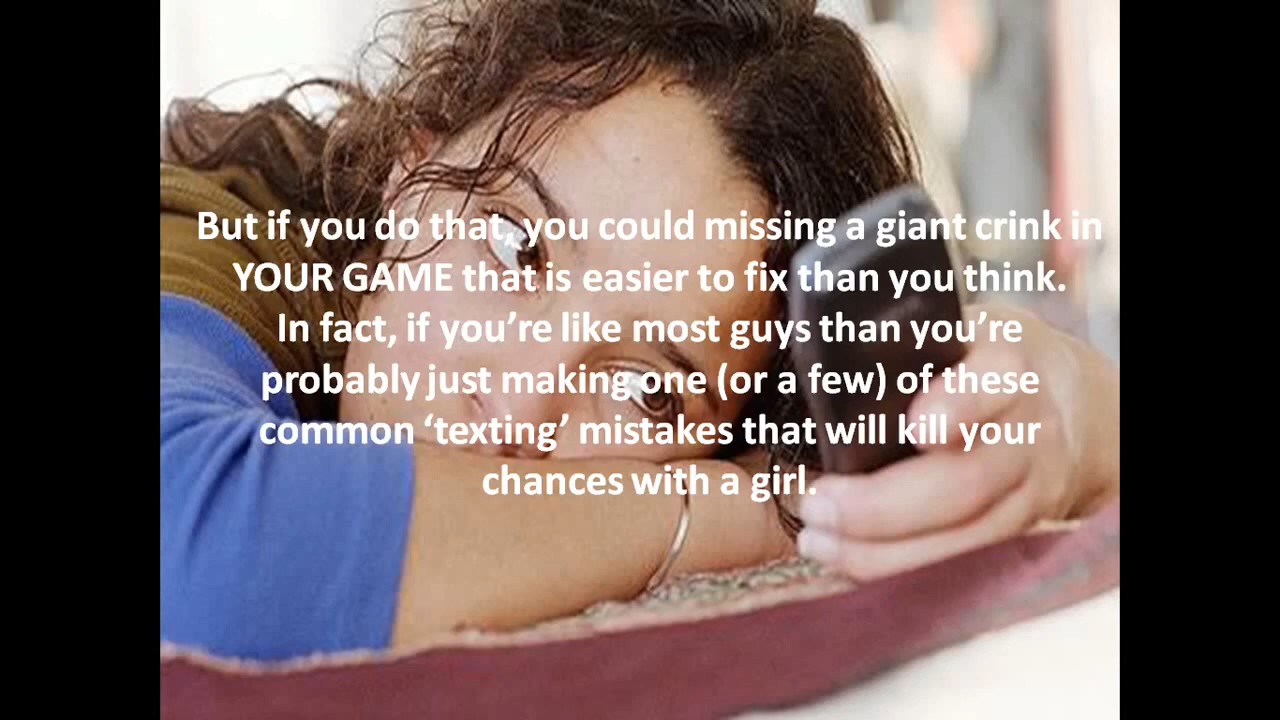 But if you do that, you could missing a giant crink in
YOUR GAME that is easier to fix than you think.
In fact, if you’re like most guys than you’re
probably just making one (or a few) of these
common ‘texting’ mistakes that will kill your
chances with a girl.